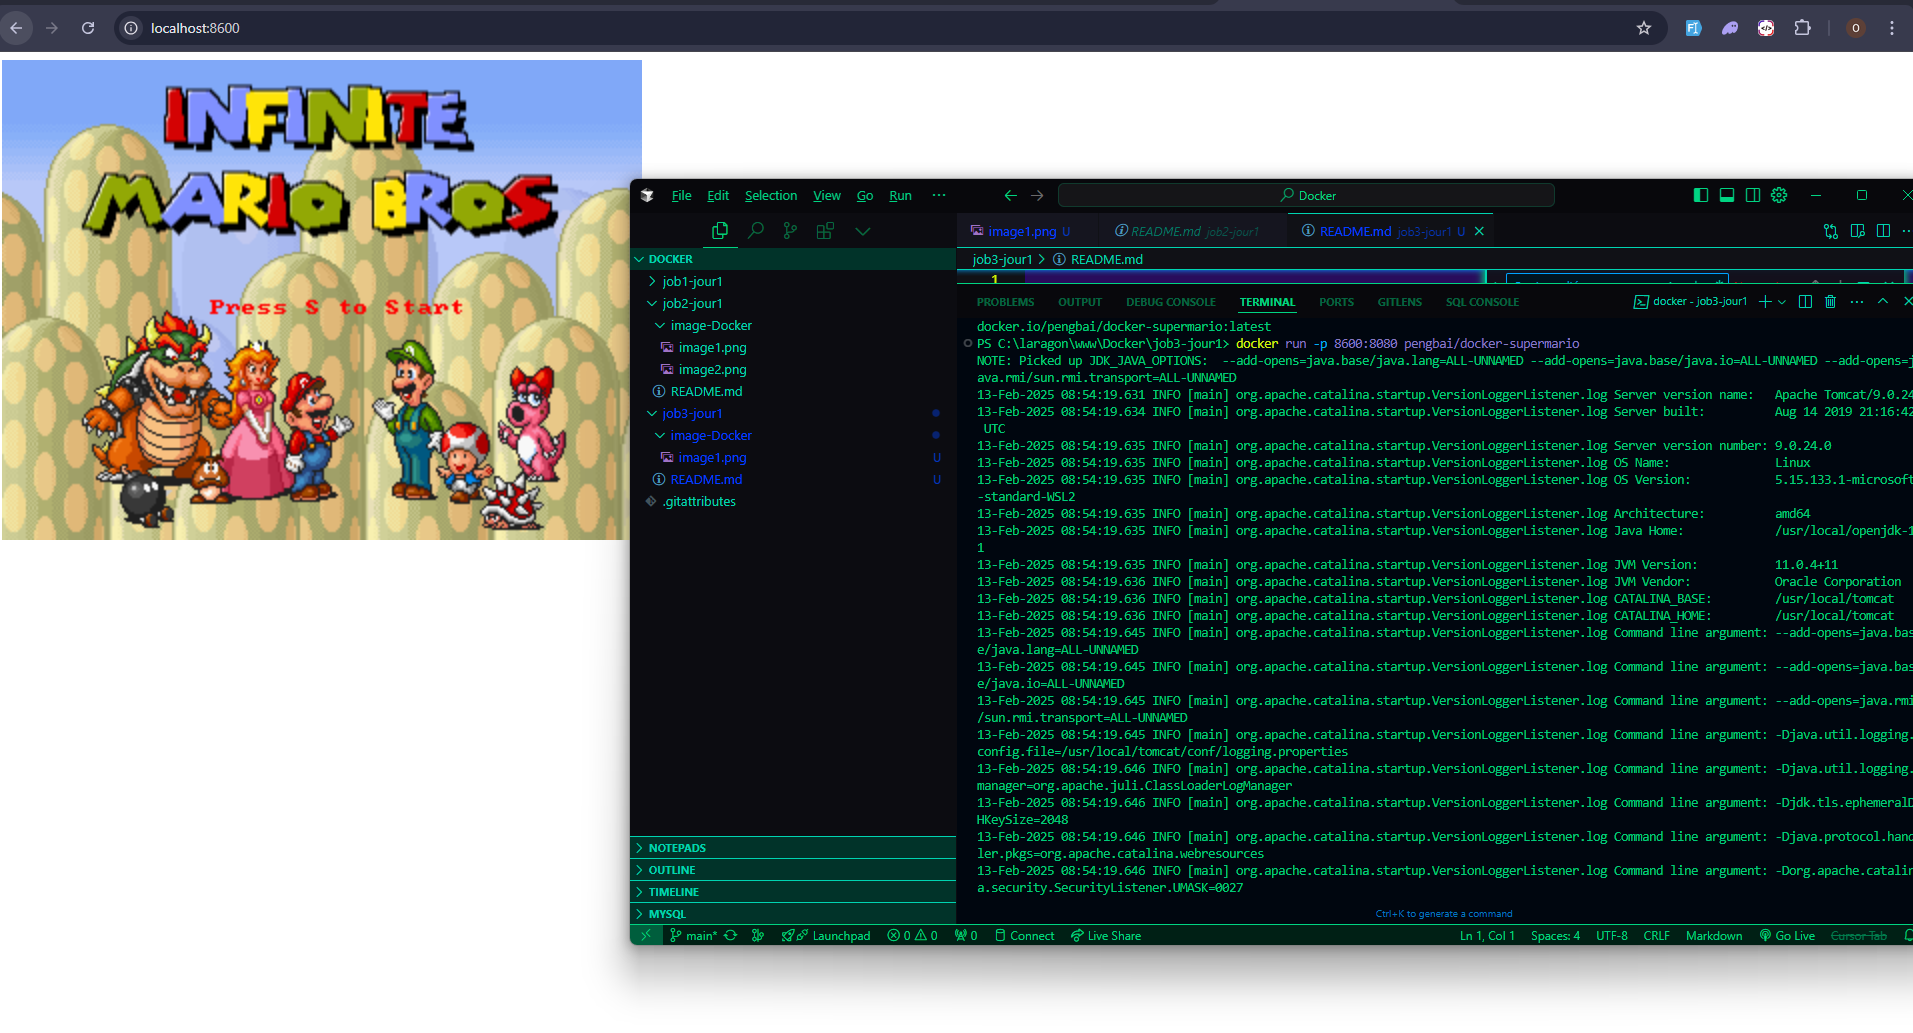 localhost:8600
O
INFINITE
MARIO BROS
Press S to Start
File Edit Selection View Go Run ···
Docker
image1.png U
README.md job2-jour1
README.md job3-jour1 U
DOCKER
job3-jour1 > README.md
1
job1-jour1
job2-jour1
image-Docker
image1.png
image2.png
README.md
job3-jour1
image-Docker
image1.png U
README.md U
.gitattributes
NOTEPADS
OUTLINE
TIMELINE
MYSQL
PROBLEMS OUTPUT DEBUG CONSOLE TERMINAL PORTS GITLENS SQL CONSOLE
docker - job3-jour1
docker.io/pengbai/docker-supermario:latest
PS C:\laragon\www\Docker\job3-jour1> docker run -p 8600:8080 pengbai/docker-supermario
NOTE: Picked up JDK_JAVA_OPTIONS:  --add-opens=java.base/java.lang=ALL-UNNAMED --add-opens=java.base/java.io=ALL-UNNAMED --add-opens=j
ava.rmi/sun.rmi.transport=ALL-UNNAMED
13-Feb-2025 08:54:19.631 INFO [main] org.apache.catalina.startup.VersionLoggerListener.log Server version name:   Apache Tomcat/9.0.24
13-Feb-2025 08:54:19.634 INFO [main] org.apache.catalina.startup.VersionLoggerListener.log Server built:          Aug 14 2019 21:16:42
UTC
13-Feb-2025 08:54:19.635 INFO [main] org.apache.catalina.startup.VersionLoggerListener.log Server version number: 9.0.24.0
13-Feb-2025 08:54:19.635 INFO [main] org.apache.catalina.startup.VersionLoggerListener.log OS Name:               Linux
13-Feb-2025 08:54:19.635 INFO [main] org.apache.catalina.startup.VersionLoggerListener.log OS Version:            5.15.133.1-microsoft
-standard-WSL2
13-Feb-2025 08:54:19.635 INFO [main] org.apache.catalina.startup.VersionLoggerListener.log Architecture:          amd64
13-Feb-2025 08:54:19.635 INFO [main] org.apache.catalina.startup.VersionLoggerListener.log Java Home:             /usr/local/openjdk-1
1
13-Feb-2025 08:54:19.635 INFO [main] org.apache.catalina.startup.VersionLoggerListener.log JVM Version:           11.0.4+11
13-Feb-2025 08:54:19.636 INFO [main] org.apache.catalina.startup.VersionLoggerListener.log JVM Vendor:            Oracle Corporation
13-Feb-2025 08:54:19.636 INFO [main] org.apache.catalina.startup.VersionLoggerListener.log CATALINA_BASE:         /usr/local/tomcat
13-Feb-2025 08:54:19.636 INFO [main] org.apache.catalina.startup.VersionLoggerListener.log CATALINA_HOME:         /usr/local/tomcat
13-Feb-2025 08:54:19.645 INFO [main] org.apache.catalina.startup.VersionLoggerListener.log Command line argument: --add-opens=java.bas
e/java.lang=ALL-UNNAMED
13-Feb-2025 08:54:19.645 INFO [main] org.apache.catalina.startup.VersionLoggerListener.log Command line argument: --add-opens=java.bas
e/java.io=ALL-UNNAMED
13-Feb-2025 08:54:19.645 INFO [main] org.apache.catalina.startup.VersionLoggerListener.log Command line argument: --add-opens=java.rmi
/sun.rmi.transport=ALL-UNNAMED
13-Feb-2025 08:54:19.645 INFO [main] org.apache.catalina.startup.VersionLoggerListener.log Command line argument: -Djava.util.logging.
config.file=/usr/local/tomcat/conf/logging.properties
13-Feb-2025 08:54:19.646 INFO [main] org.apache.catalina.startup.VersionLoggerListener.log Command line argument: -Djava.util.logging.
manager=org.apache.juli.ClassLoaderLogManager
13-Feb-2025 08:54:19.646 INFO [main] org.apache.catalina.startup.VersionLoggerListener.log Command line argument: -Djdk.tls.ephemeralD
HKeySize=2048
13-Feb-2025 08:54:19.646 INFO [main] org.apache.catalina.startup.VersionLoggerListener.log Command line argument: -Djava.protocol.hand
ler.pkgs=org.apache.catalina.webresources
13-Feb-2025 08:54:19.646 INFO [main] org.apache.catalina.startup.VersionLoggerListener.log Command line argument: -Dorg.apache.catalin
a.security.SecurityListener.UMASK=0027
Ctrl+K to generate a command
main* Launchpad 0 0 0 Connect Live Share Ln 1, Col 1 Spaces: 4 UTF-8 CRLF Markdown Go Live Cursor Tab